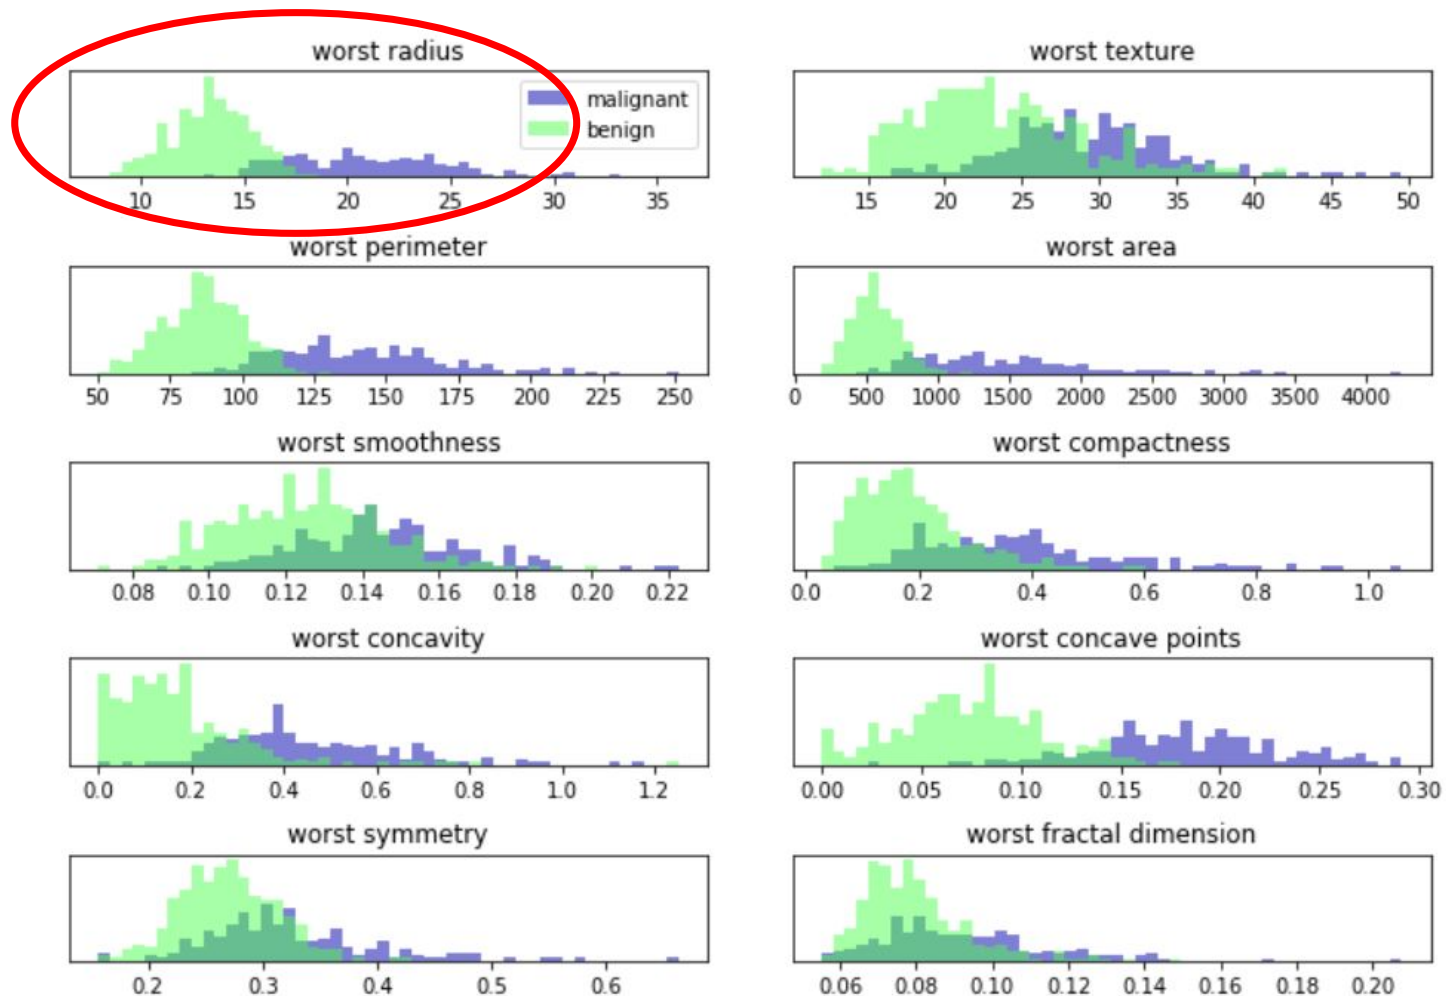 worst radius
malignant
benign
10 15 20 25 30 35
worst texture
15 20 25 30 35 40 45 50
worst perimeter
50 75 100 125 150 175 200 225 250
worst area
0 500 1000 1500 2000 2500 3000 3500 4000
worst smoothness
0.08 0.10 0.12 0.14 0.16 0.18 0.20 0.22
worst compactness
0.0 0.2 0.4 0.6 0.8 1.0
worst concavity
0.0 0.2 0.4 0.6 0.8 1.0 1.2
worst concave points
0.00 0.05 0.10 0.15 0.20 0.25 0.30
worst symmetry
0.2 0.3 0.4 0.5 0.6
worst fractal dimension
0.06 0.08 0.10 0.12 0.14 0.16 0.18 0.20